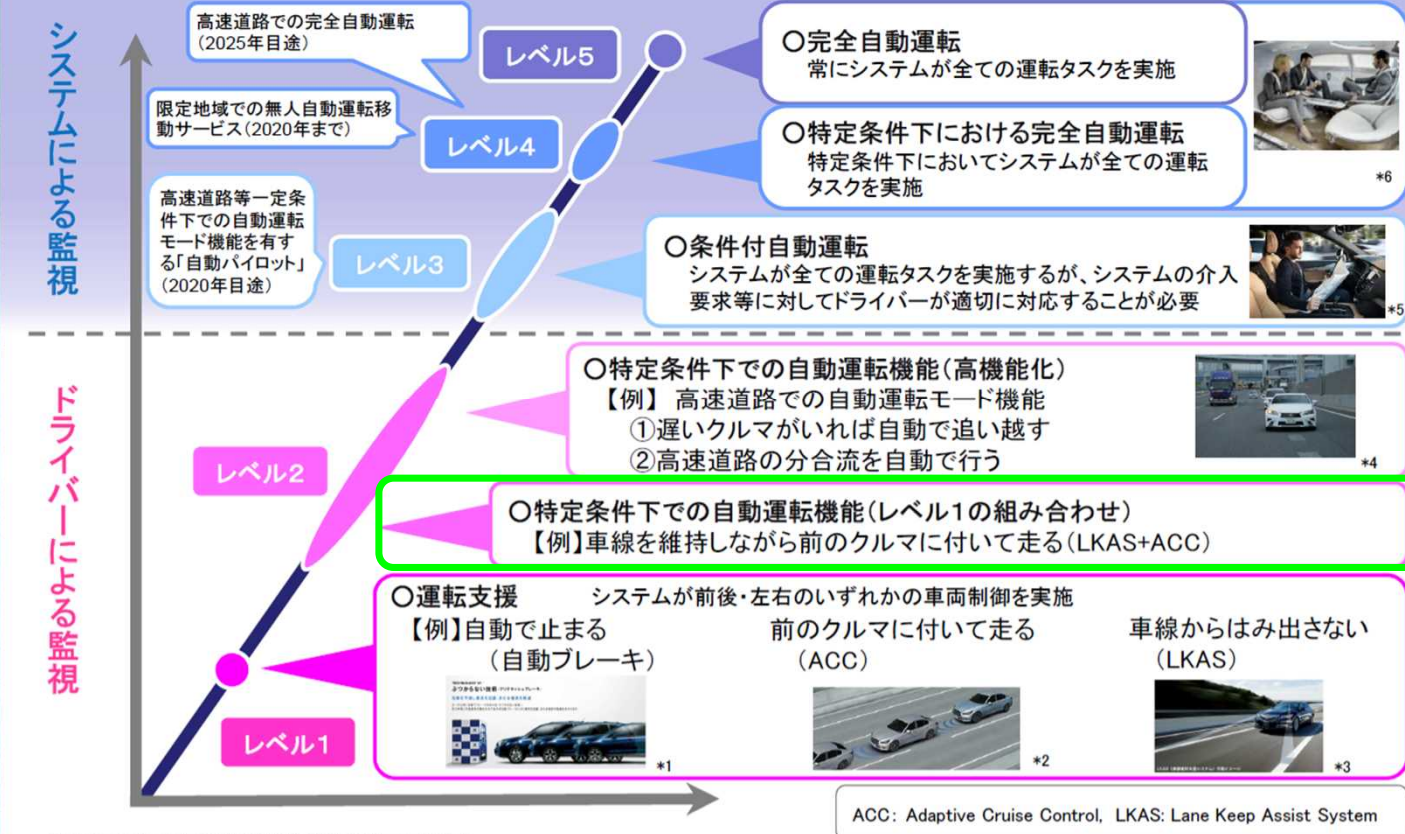 システムによる監視
ドライバーによる監視
高速道路での完全自動運転
(2025年目途)
レベル5
〇完全自動運転
常にシステムが全ての運転タスクを実施
限定地域での無人自動運転移
動サービス(2020年まで)
レベル4
〇特定条件下における完全自動運転
特定条件下においてシステムが全ての運転
タスクを実施
*6
高速道路等一定条
件下での自動運転
モード機能を有す
る「自動パイロット」
(2020年目途)
レベル3
〇条件付自動運転
システムが全ての運転タスクを実施するが、システムの介入
要求等に対してドライバーが適切に対応することが必要
*5
レベル2
〇特定条件下での自動運転機能(高機能化)
【例】 高速道路での自動運転モード機能
①遅いクルマがいれば自動で追い越す
②高速道路の分合流を自動で行う
*4
〇特定条件下での自動運転機能(レベル1の組み合わせ)
【例】車線を維持しながら前のクルマに付いて走る(LKAS+ACC)
レベル1
〇運転支援 システムが前後・左右のいずれかの車両制御を実施
【例】自動で止まる
(自動ブレーキ)
ぶつからない技術
*1
前のクルマに付いて走る
(ACC)
*2
車線からはみ出さない
(LKAS)
*3
ACC: Adaptive Cruise Control, LKAS: Lane Keep Assist System